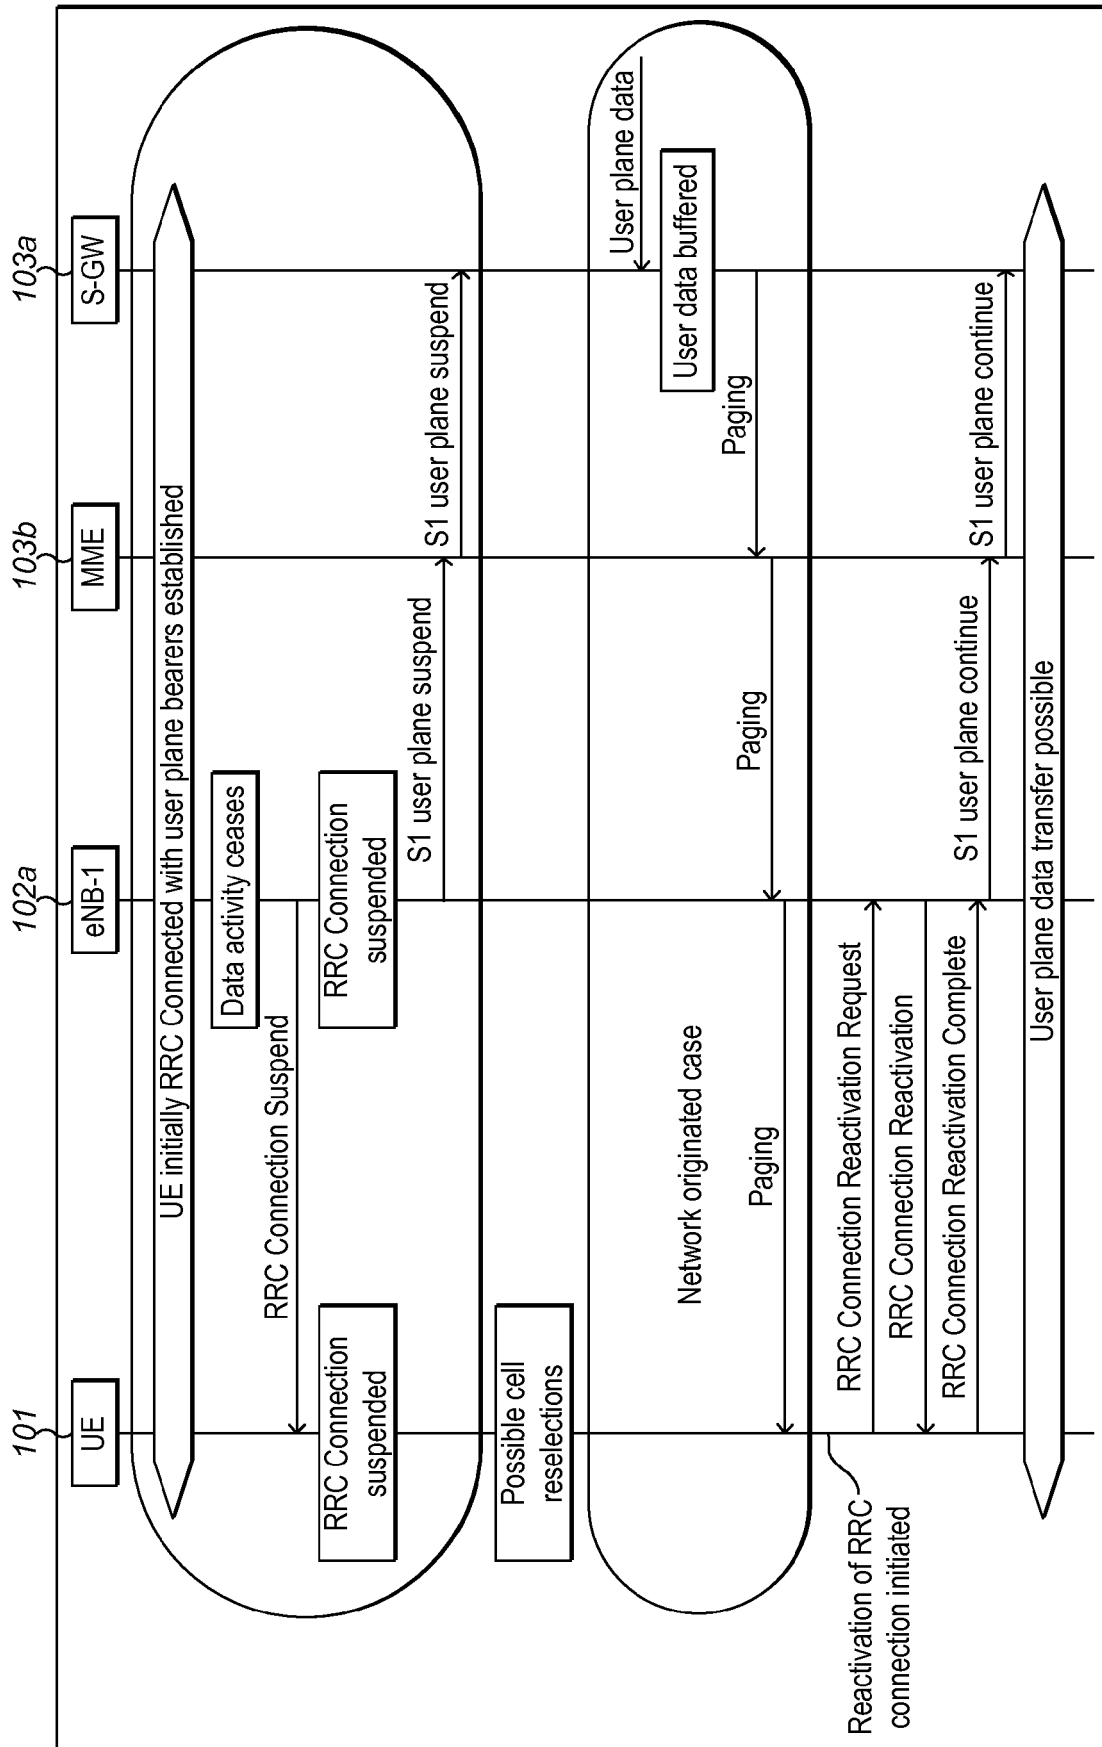 101
102a
103b
103a
UE
eNB-1
MME
S-GW
UE initially RRC Connected with user plane bearers established
Data activity ceases
RRC Connection Suspend
RRC Connection
suspended
RRC Connection
suspended
S1 user plane suspend
S1 user plane suspend
Possible cell
reselections
User plane data
User data buffered
Network originated case
Paging
Paging
Paging
Reactivation of RRC
connection initiated
RRC Connection Reactivation Request
RRC Connection Reactivation
RRC Connection Reactivation Complete
S1 user plane continue
S1 user plane continue
User plane data transfer possible